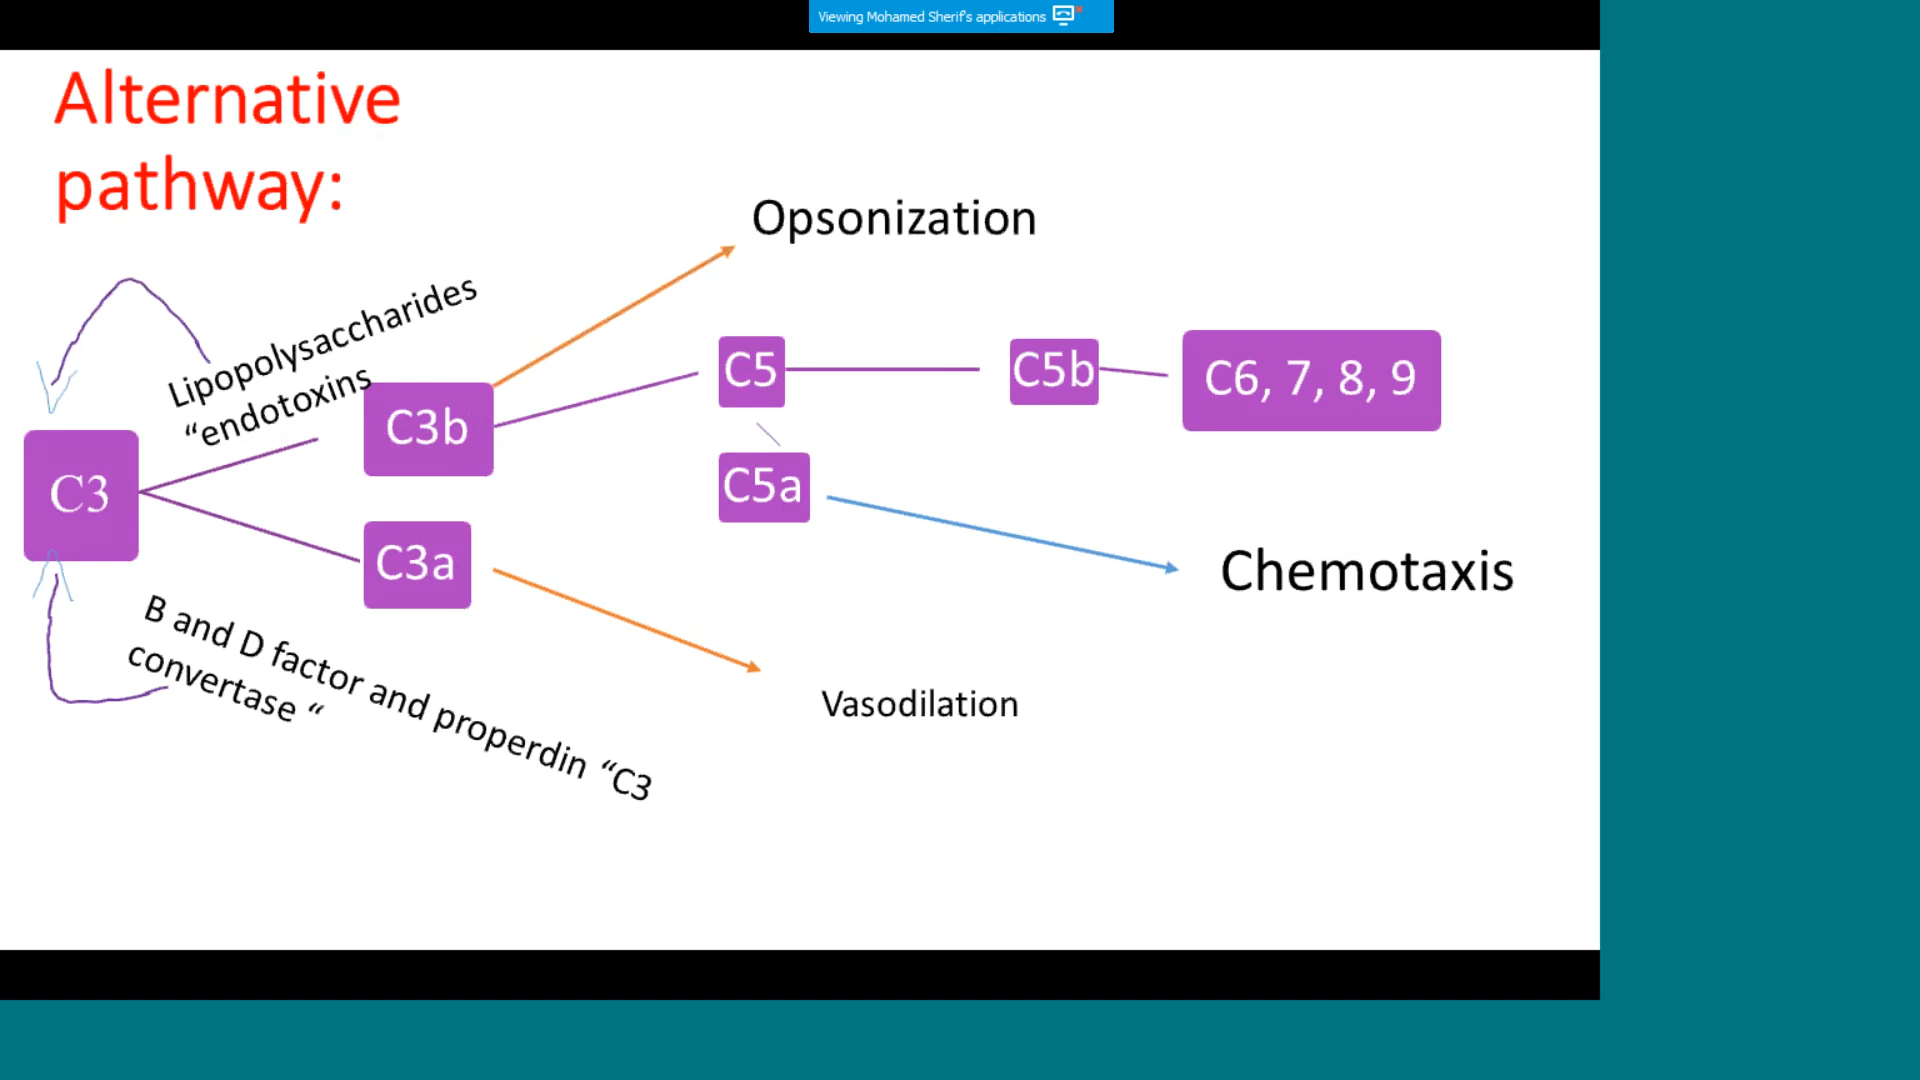 Viewing Mohamed Sherif's applications
Alternative
pathway:
Opsonization
Lipopolysaccharides
“endotoxins
C3
C3b
C3a
C5
C5a
C5b
C6, 7, 8, 9
Chemotaxis
B and D factor and properdin “C3
convertase “
Vasodilation